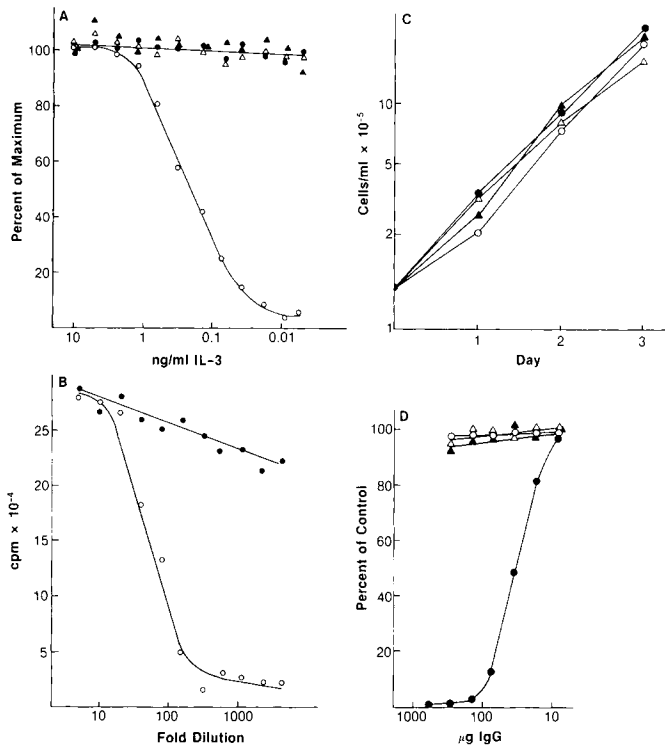 A
Percent of Maximum
100
80
60
40
20
10
1
0.1
0.01
ng/ml IL-3
C
Cells/ml × 10-5
10
5
2
1
1
2
3
Day
B
cpm × 10-4
25
20
15
10
5
10
100
1000
Fold Dilution
D
Percent of Control
100
80
60
40
20
1000
100
10
μg IgG